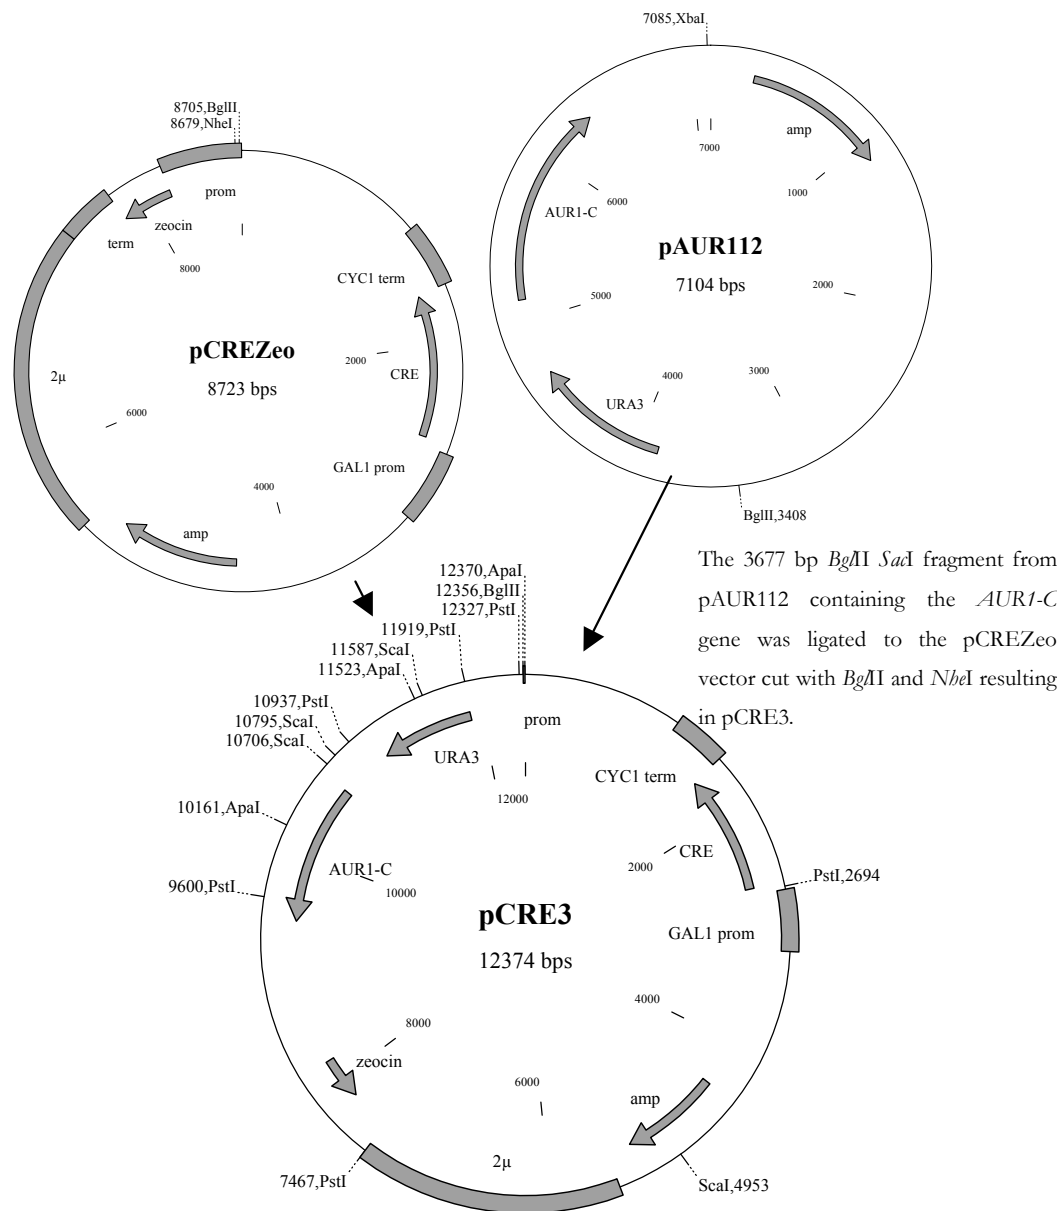 7085,XbaI
amp
7000
1000
AUR1-C
6000
pAUR112
7104 bps
5000
2000
4000
3000
URA3
BglII,3408
8705,BglII
8679,NheI
prom
zeocin
term
8000
CYC1 term
pCREZeo
8723 bps
2000
CRE
2µ
6000
GAL1 prom
4000
amp
The 3677 bp BglII SacI fragment from
pAUR112 containing the AUR1-C
gene was ligated to the pCREZeo
vector cut with BglII and NheI resulting
in pCRE3.
12370,ApaI
12356,BglII
12327,PstI
11919,PstI
11587,ScaI
11523,ApaI
10937,PstI
10795,ScaI
10706,ScaI
prom
URA3
12000
CYC1 term
10161,ApaI
AUR1-C
10000
2000
CRE
9600,PstI
PstI,2694
pCRE3
12374 bps
GAL1 prom
4000
8000
zeocin
6000
amp
2µ
7467,PstI
ScaI,4953